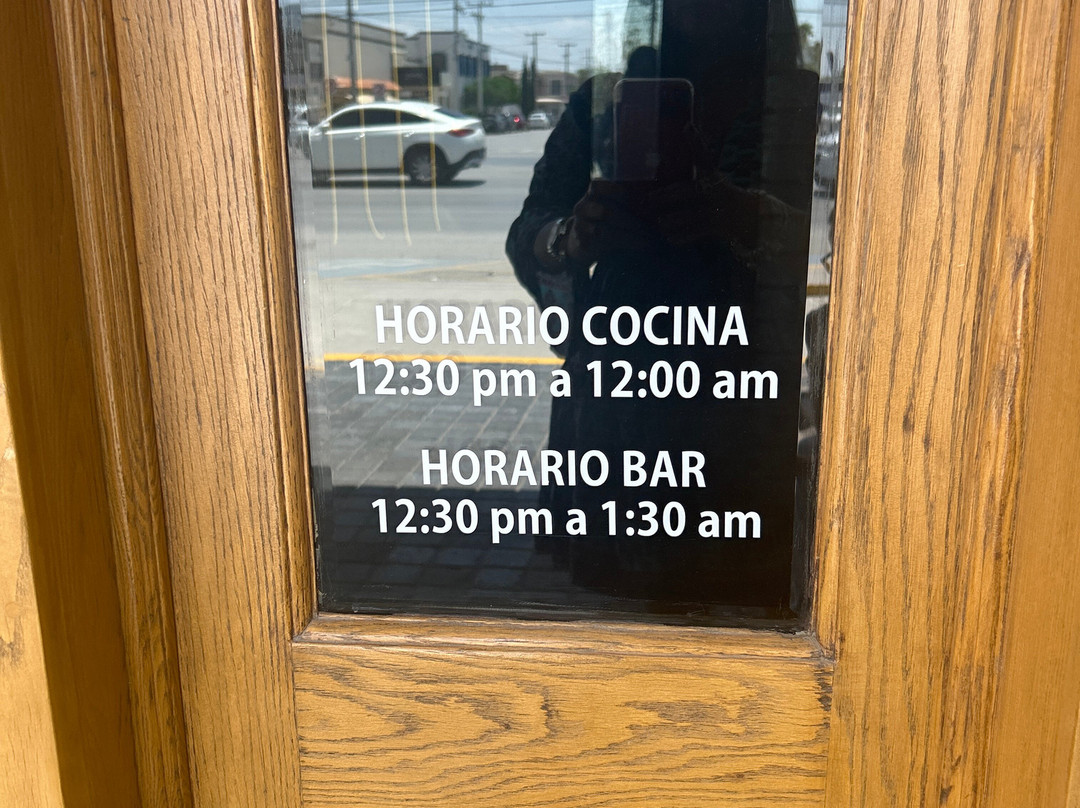 HORARIO COCINA
12:30 pm a 12:00 am
HORARIO BAR
12:30 pm a 1:30 am